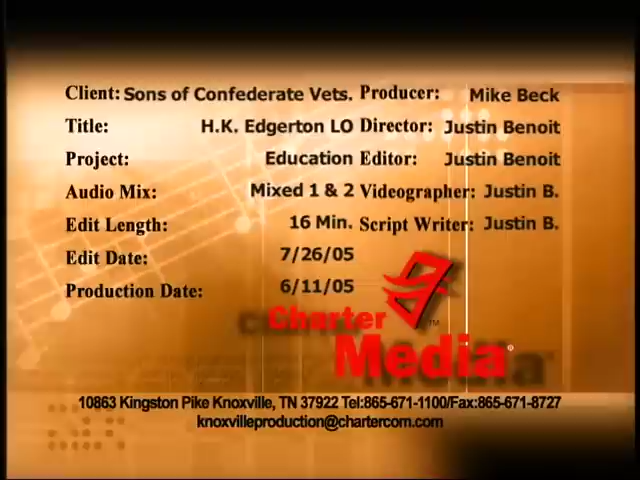 Client: Sons of Confederate Vets. Producer: Mike Beck
Title: H.K. Edgerton LO Director: Justin Benoit
Project: Education Editor: Justin Benoit
Audio Mix: Mixed 1 & 2 Videographer: Justin B.
Edit Length: 16 Min. Script Writer: Justin B.
Edit Date: 7/26/05
Production Date: 6/11/05
Charter TM
Media®
10863 Kingston Pike Knoxville, TN 37922 Tel:865-671-1100/Fax:865-671-8727
knoxvilleproduction@chartercom.com